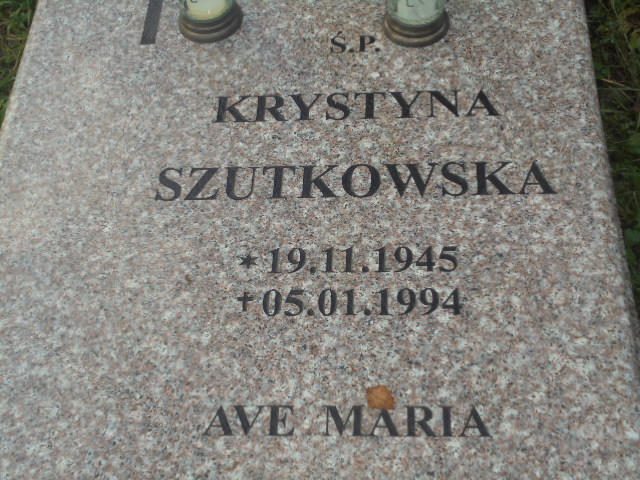 Ś.P.
KRYSTYNA
SZUTKOWSKA
*19.11.1945
✝05.01.1994
AVE MARIA